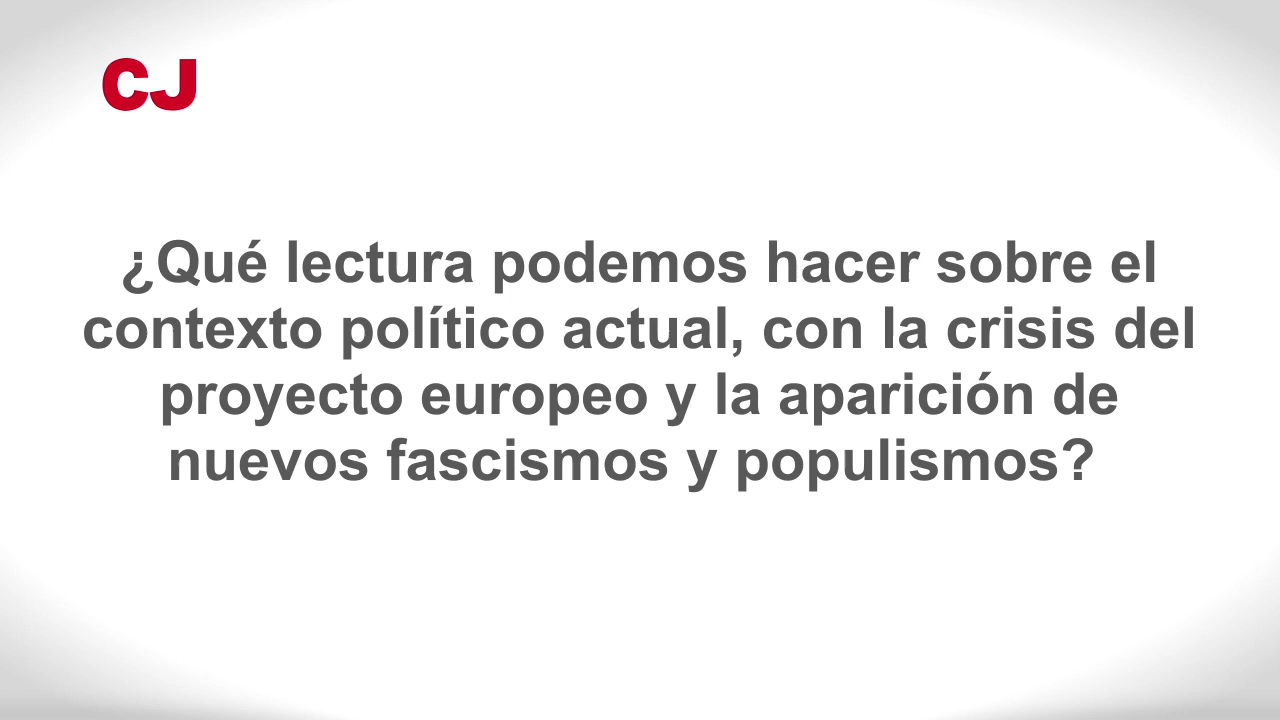 CJ
¿Qué lectura podemos hacer sobre el
contexto político actual, con la crisis del
proyecto europeo y la aparición de
nuevos fascismos y populismos?